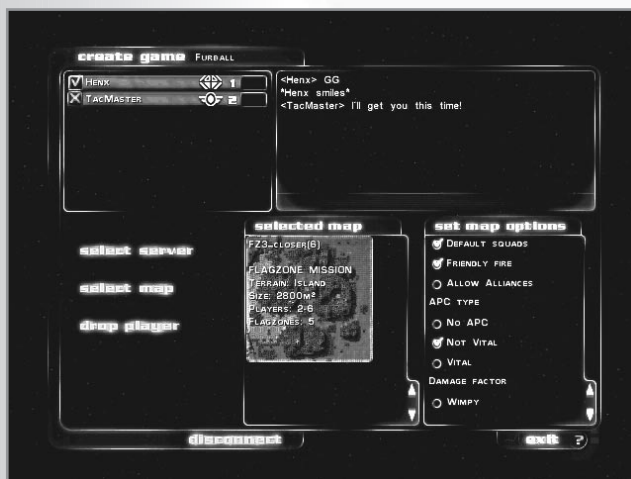 create game FURBALL
HENX 1
TACMASTER 2
<Henx> GG
*Henx smiles*
<TacMaster> I'll get you this time!
select server
select map
drop player
selected map
FZ3_CLOSER(6)
FLAGZONE MISSION
TERRAIN: ISLAND
SIZE: 2800M²
PLAYERS: 2-6
FLAGZONES: 5
set map options
DEFAULT SQUADS
FRIENDLY FIRE
ALLOW ALLIANCES
APC TYPE
NO APC
NOT VITAL
VITAL
DAMAGE FACTOR
WIMPY
disconnect
exit ?